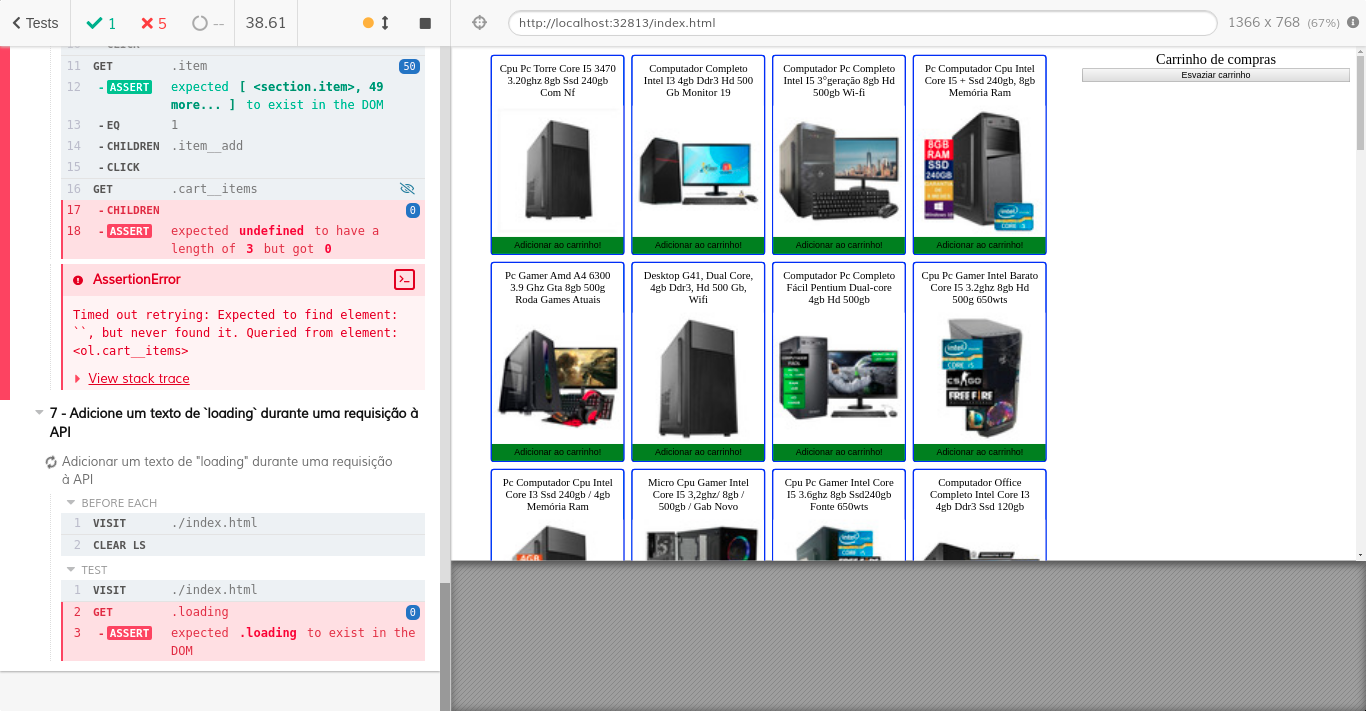 Tests
1
5
--
38.61
http://localhost:32813/index.html
1366 x 768 (67%)
11 GET .item 50
12 -ASSERT expected [ <section.item>, 49
more... ] to exist in the DOM
13 -EQ 1
14 -CHILDREN .item__add
15 -CLICK
16 GET .cart__items
17 -CHILDREN 0
18 -ASSERT expected undefined to have a
length of 3 but got 0
AssertionError
Timed out retrying: Expected to find element:
``, but never found it. Queried from element:
<ol.cart__items>
View stack trace
7 - Adicione um texto de `loading` durante uma requisição à
API
Adicionar um texto de "loading" durante uma requisição
à API
BEFORE EACH
1 VISIT ./index.html
2 CLEAR LS
TEST
1 VISIT ./index.html
2 GET .loading 0
3 -ASSERT expected .loading to exist in the
DOM
Cpu Pc Torre Core I5 3470
3.20ghz 8gb Ssd 240gb
Com Nf
Adicionar ao carrinho!
Computador Completo
Intel I3 4gb Ddr3 Hd 500
Gb Monitor 19
Adicionar ao carrinho!
Computador Pc Completo
Intel I5 3°geração 8gb Hd
500gb Wi-fi
Adicionar ao carrinho!
Pc Computador Cpu Intel
Core I5 + Ssd 240gb, 8gb
Memória Ram
8GB
RAM
SSD
240GB
Adicionar ao carrinho!
Carrinho de compras
Esvaziar carrinho
Pc Gamer Amd A4 6300
3.9 Ghz Gta 8gb 500g
Roda Games Atuais
Adicionar ao carrinho!
Desktop G41, Dual Core,
4gb Ddr3, Hd 500 Gb,
Wifi
Adicionar ao carrinho!
Computador Pc Completo
Fácil Pentium Dual-core
4gb Hd 500gb
Adicionar ao carrinho!
Cpu Pc Gamer Intel Barato
Core I5 3.2ghz 8gb Hd
500g 650wts
intel
CORE i5
CS:GO
FREE FIRE
Adicionar ao carrinho!
Pc Computador Cpu Intel
Core I3 Ssd 240gb / 4gb
Memória Ram
4GB
Micro Cpu Gamer Intel
Core I5 3,2ghz/ 8gb /
500gb / Gab Novo
Cpu Pc Gamer Intel Core
I5 3.6ghz 8gb Ssd240gb
Fonte 650wts
intel
CORE i5
Computador Office
Completo Intel Core I3
4gb Ddr3 Ssd 120gb